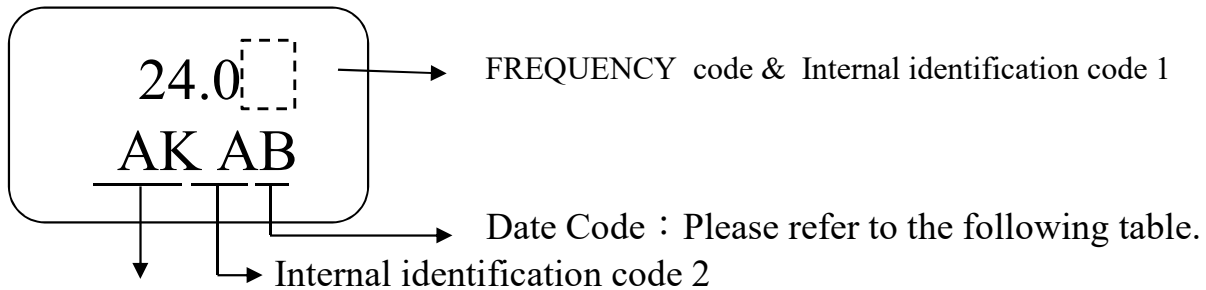 24.0
FREQUENCY code & Internal identification code 1
AK AB
Date Code：Please refer to the following table.
Internal identification code 2